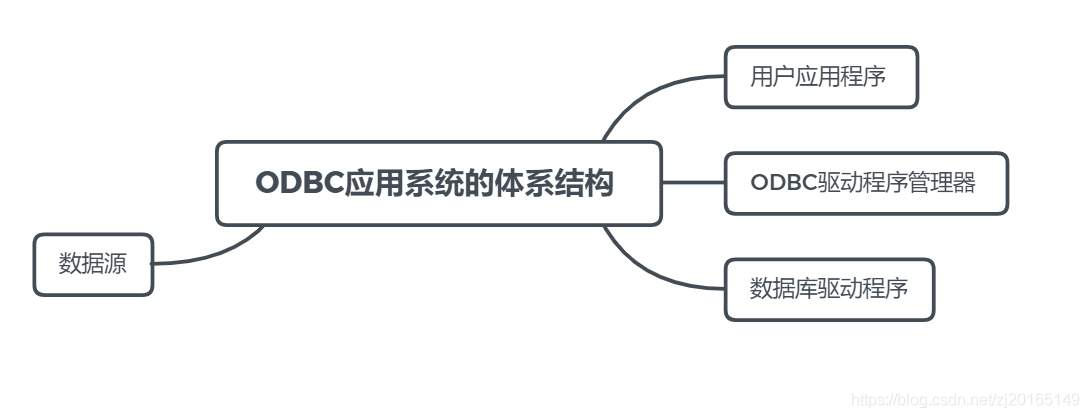 用户应用程序
ODBC应用系统的体系结构
ODBC驱动程序管理器
数据源
数据库驱动程序
https://blog.csdn.net/zj20165149